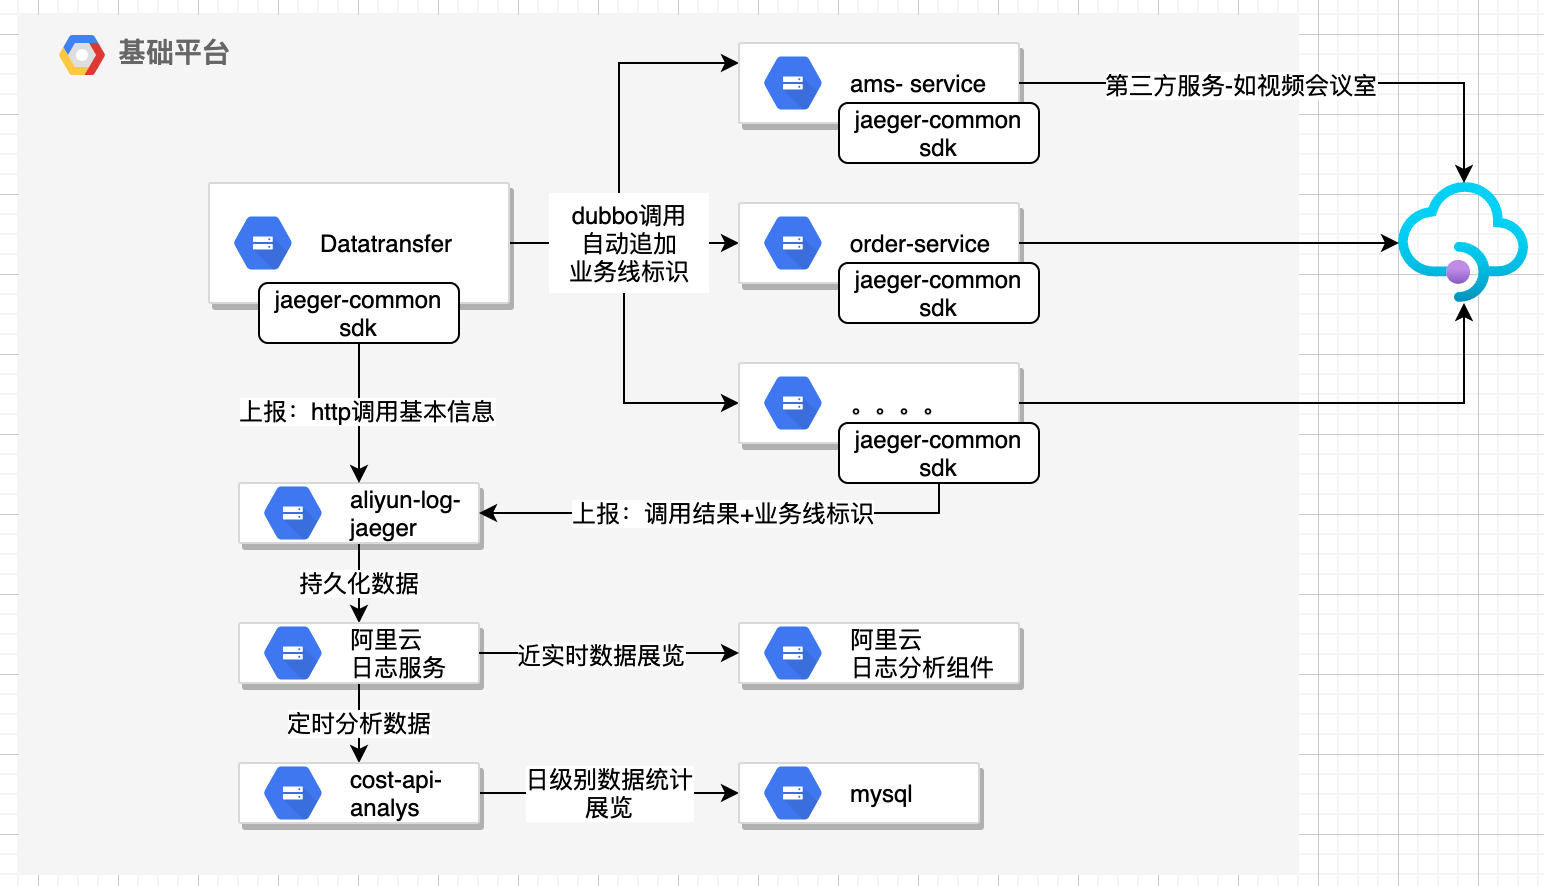 基础平台
ams- service
jaeger-common
sdk
第三方服务-如视频会议室
Datatransfer
jaeger-common
sdk
dubbo调用
自动追加
业务线标识
order-service
jaeger-common
sdk
。。。。
jaeger-common
sdk
上报：http调用基本信息
aliyun-log-
jaeger
上报：调用结果+业务线标识
持久化数据
阿里云
日志服务
近实时数据展览
阿里云
日志分析组件
定时分析数据
cost-api-
analys
日级别数据统计
展览
mysql